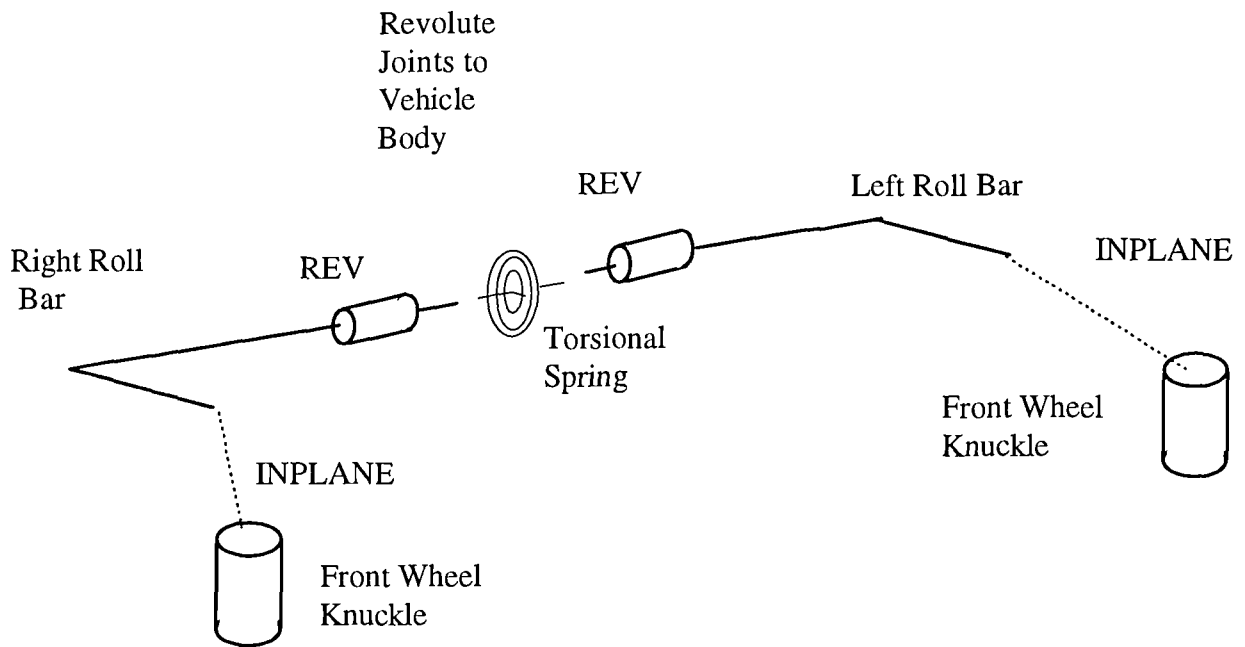 Revolute
Joints to
Vehicle
Body
REV
Left Roll Bar
INPLANE
Right Roll
Bar
REV
Torsional
Spring
Front Wheel
Knuckle
INPLANE
Front Wheel
Knuckle